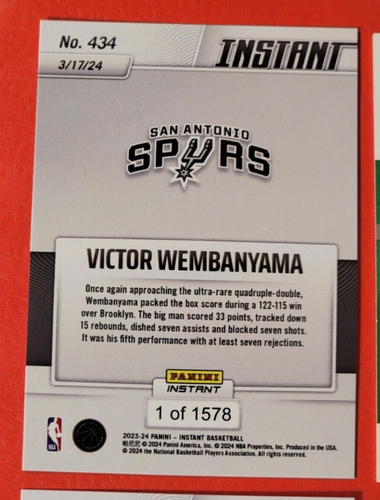 No. 434
INSTANT
3/17/24
SAN ANTONIO
SPURS
VICTOR WEMBANYAMA
Once again approaching the ultra-rare quadruple-double,
Wembanyama packed the box score during a 122-115 win
over Brooklyn. The big man scored 33 points, tracked down
15 rebounds, dished seven assists and blocked seven shots.
It was his fifth performance with at least seven rejections.
PANINI
INSTANT
1 of 1578
NBA
2023-24 PANINI – INSTANT BASKETBALL
帕尼尼 © 2024 Panini America, Inc. © 2024 NBA Properties, Inc. Produced in the USA.
© 2024 the National Basketball Players Association. All rights reserved.